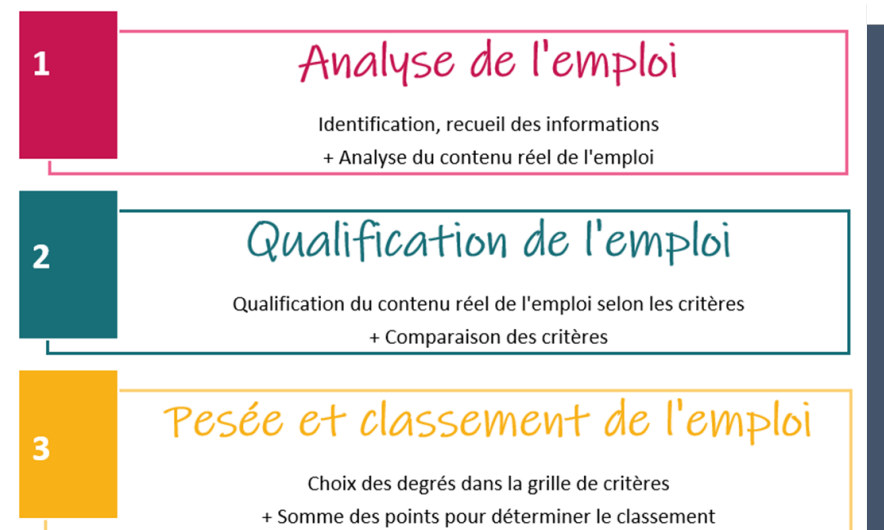 1
Analyse de l'emploi
Identification, recueil des informations
+ Analyse du contenu réel de l'emploi
2
Qualification de l'emploi
Qualification du contenu réel de l'emploi selon les critères
+ Comparaison des critères
3
Pesée et classement de l'emploi
Choix des degrés dans la grille de critères
+ Somme des points pour déterminer le classement